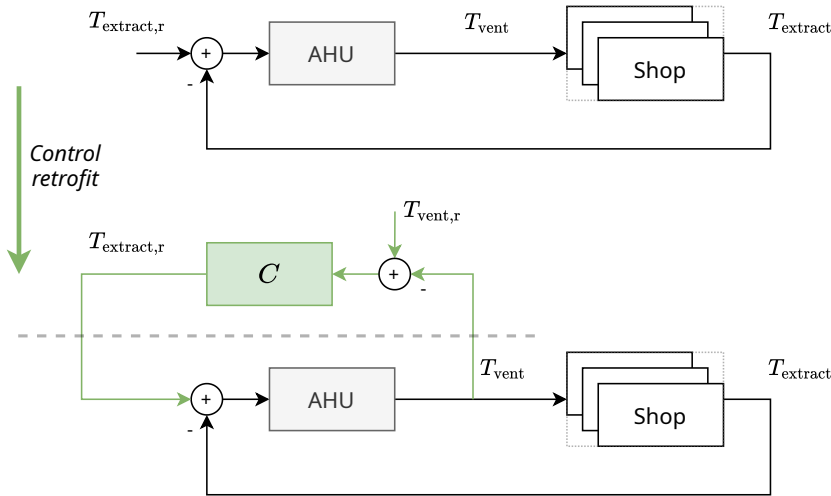 T_extract,r
T_vent
T_extract
+
AHU
Shop
-
Control
retrofit
T_vent,r
T_extract,r
C
+
-
T_vent
T_extract
+
AHU
Shop
-